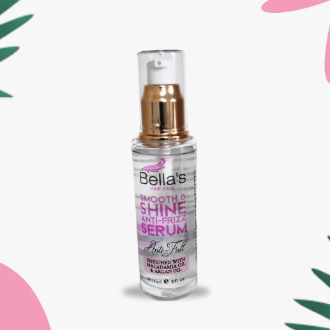 Bella's
HAIR CARE
SMOOTH &
SHINE
ANTI-FRIZZ
SERUM
Anti-Fall
ENRICHED WITH
MACADAMIA OIL
& ARGAN OIL